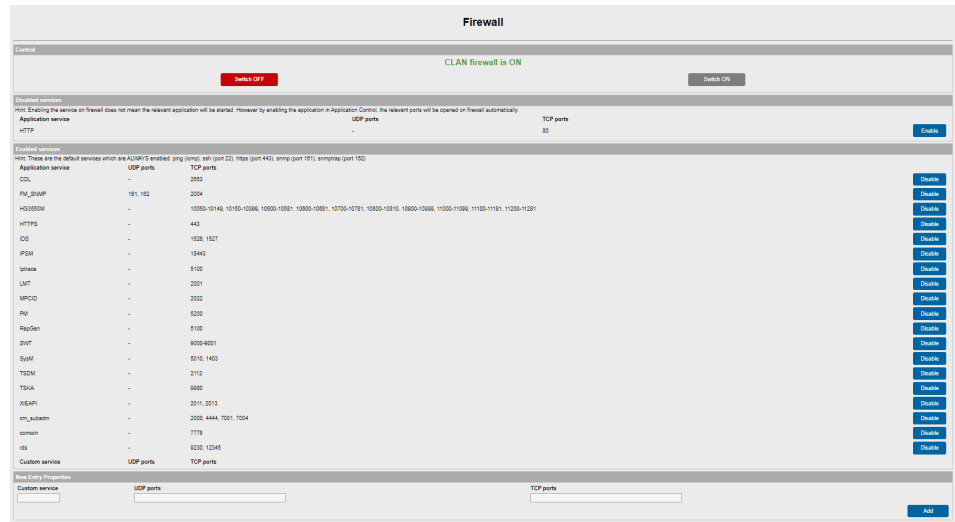 Firewall
Control
CLAN firewall is ON
Switch OFF Switch ON
Disabled services
Hint: Enabling the service on firewall does not mean the relevant application will be started. However by enabling the application in Application Control, the relevant ports will be opened on firewall automatically.
Application service UDP ports TCP ports
HTTP - 80 Enable
Enabled services
Hint: These are the default services which are ALWAYS enabled: ping (icmp), ssh (port 22), https (port 443), snmp (port 161), snmptrap (port 162)
Application service UDP ports TCP ports
COL - 2653 Disable
FM_SNMP 161, 162 2004 Disable
HG3550M - 10050-10149, 10150-10399, 10500-10581, 10600-10681, 10700-10781, 10800-10810, 10900-10999, 11000-11099, 11100-11181, 11200-11281 Disable
HTTPS - 443 Disable
IDS - 1526, 1527 Disable
IPSM - 18443 Disable
Iptrace - 5100 Disable
LMT - 2001 Disable
MPCID - 2022 Disable
PM - 5200 Disable
RepGen - 5100 Disable
SWT - 9000-9001 Disable
SysM - 5010, 1403 Disable
TSDM - 2112 Disable
TSKA - 9980 Disable
XIEAPI - 2011, 2013 Disable
cm_subadm - 2000, 4444, 7001, 7004 Disable
comwin - 7778 Disable
rds - 9230, 12345 Disable
Custom service UDP ports TCP ports
New Entry Properties
Custom service UDP ports TCP ports
Add